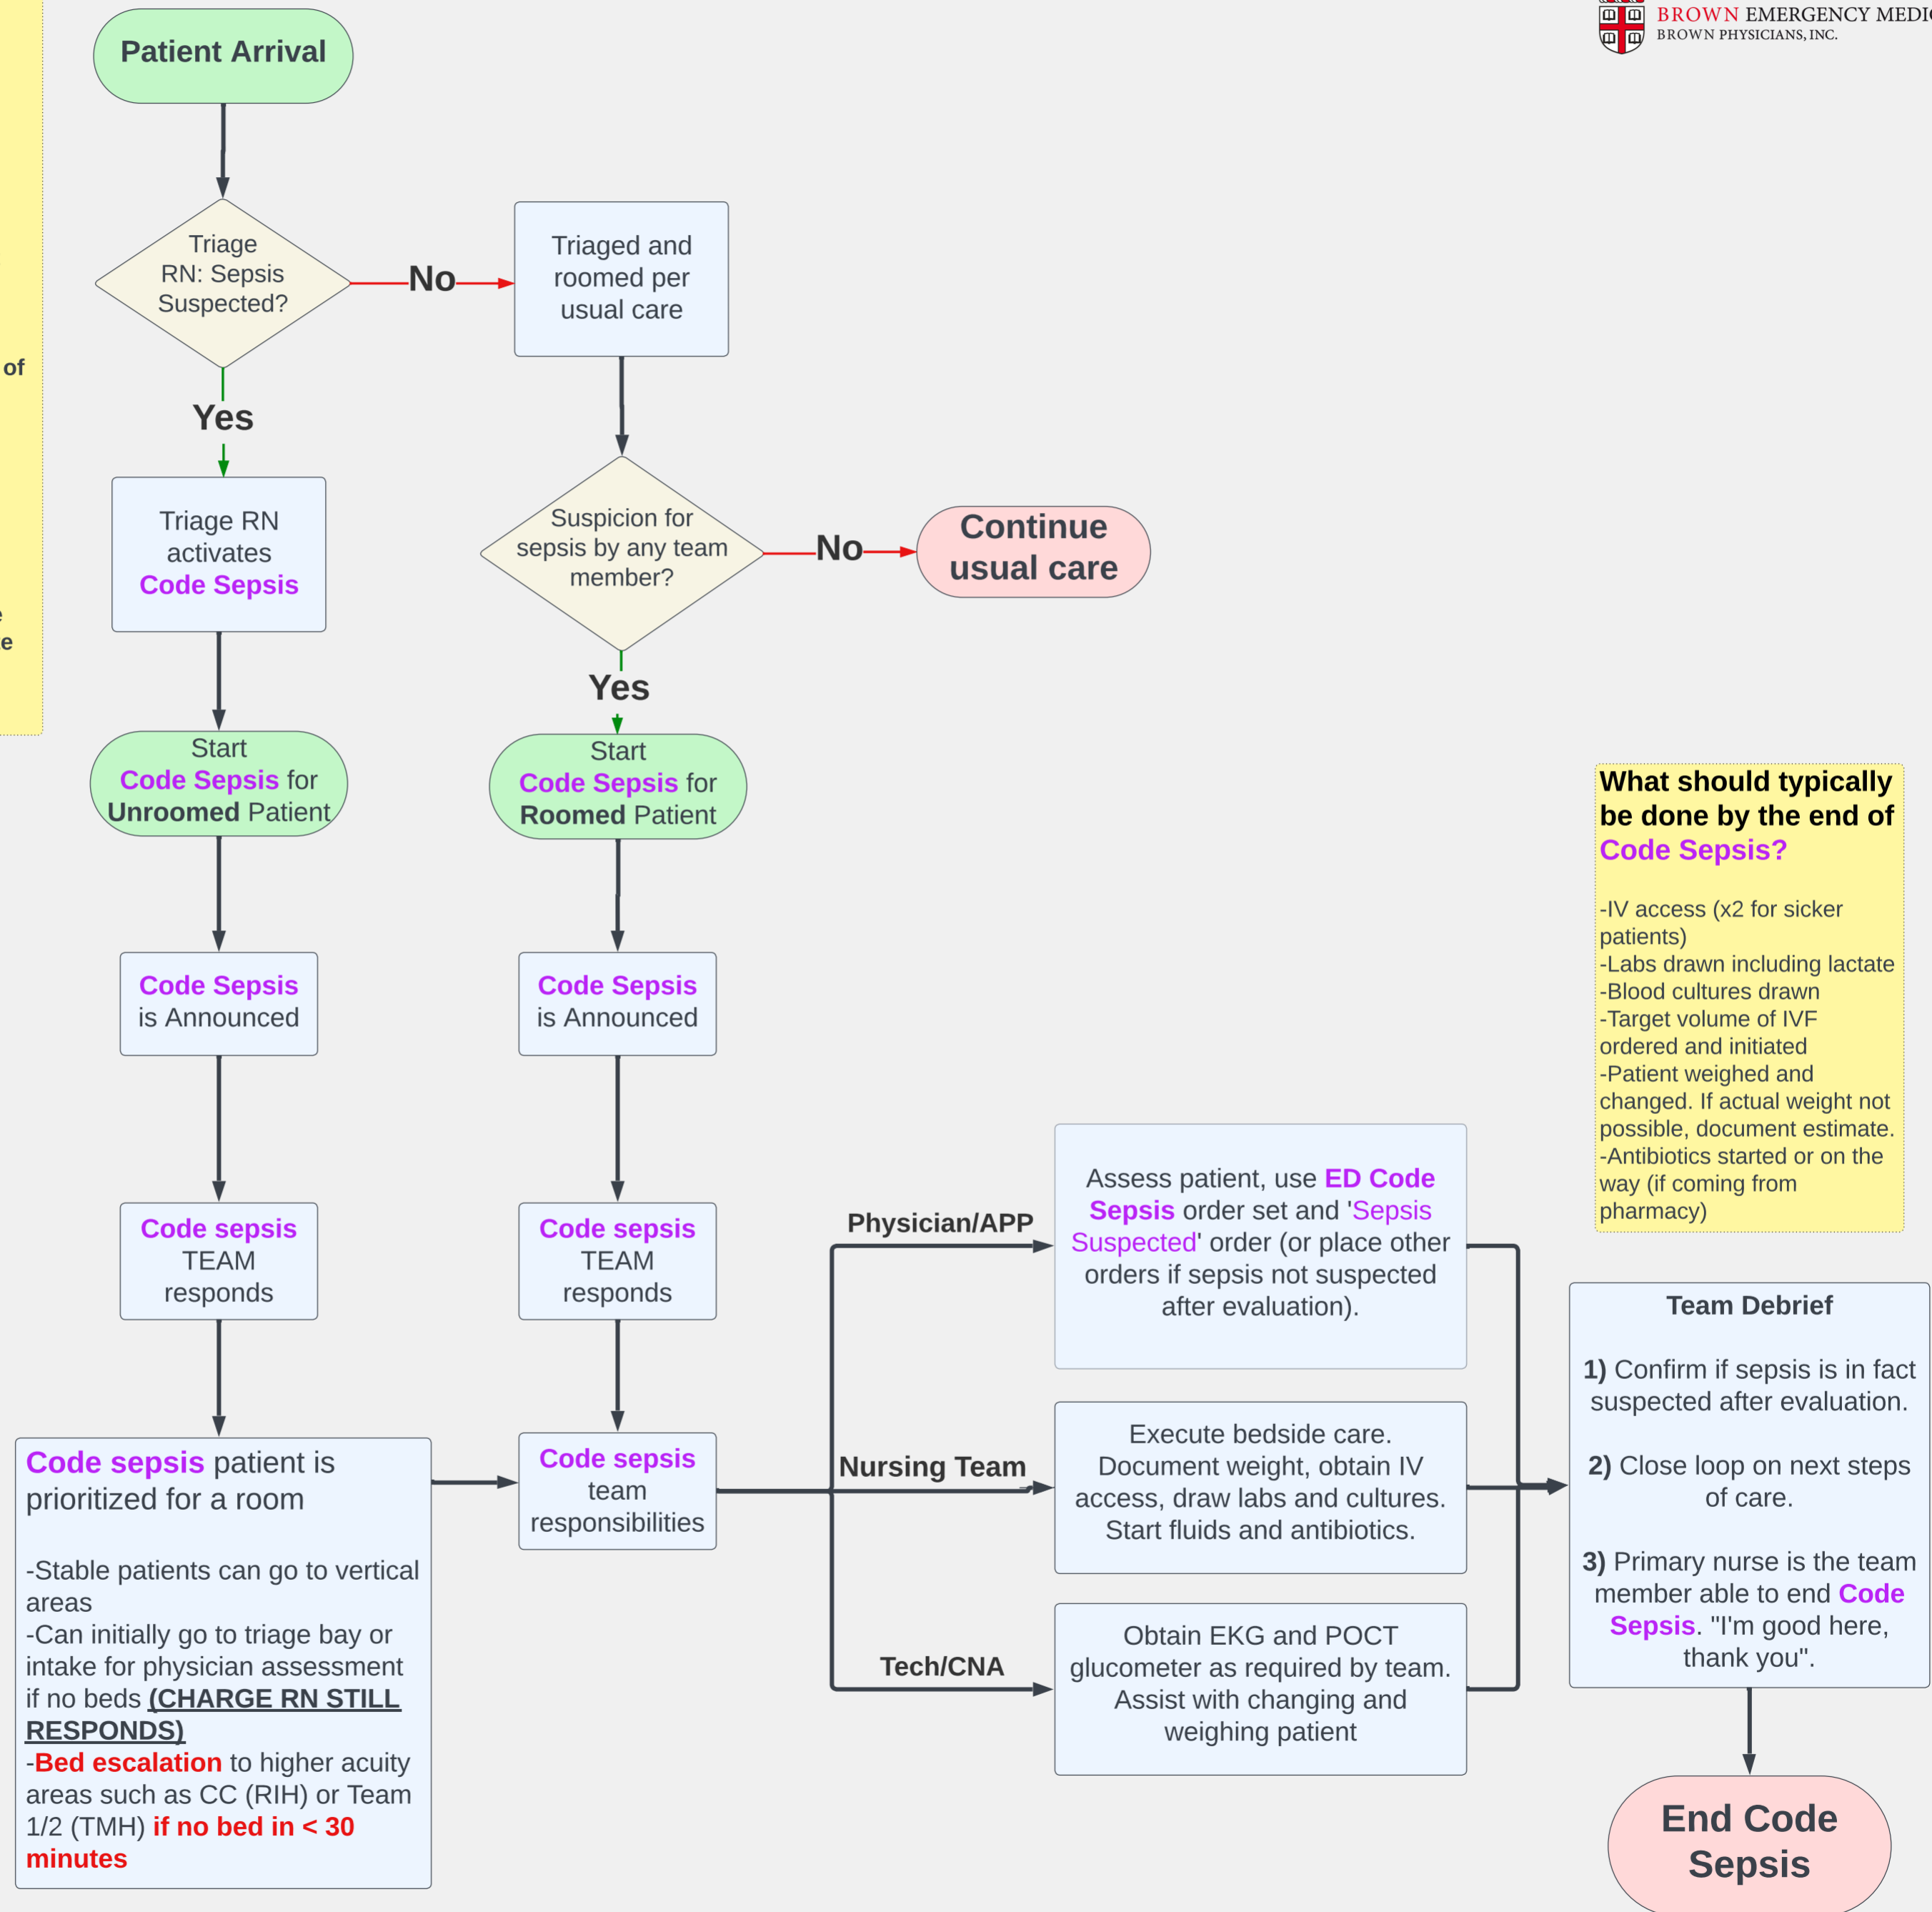 BROWN EMERGENCY
BROWN PHYSICIANS, INC.
of
Patient Arrival
Triage
RN: Sepsis
Suspected?
No
Triaged and
roomed per
usual care
Yes
Triage RN
activates
Code Sepsis
Suspicion for
sepsis by any team
member?
No
Continue
usual care
Yes
Start
Code Sepsis for
Unroomed Patient
Start
Code Sepsis for
Roomed Patient
Code Sepsis
is Announced
Code Sepsis
is Announced
Code sepsis
TEAM
responds
Code sepsis
TEAM
responds
Code sepsis patient is
prioritized for a room
-Stable patients can go to vertical
areas
-Can initially go to triage bay or
intake for physician assessment
if no beds (CHARGE RN STILL
RESPONDS)
-Bed escalation to higher acuity
areas such as CC (RIH) or Team
1/2 (TMH) if no bed in < 30
minutes
Code sepsis
team
responsibilities
Physician/APP
Assess patient, use ED Code
Sepsis order set and 'Sepsis
Suspected' order (or place other
orders if sepsis not suspected
after evaluation).
Nursing Team
Execute bedside care.
Document weight, obtain IV
access, draw labs and cultures.
Start fluids and antibiotics.
Tech/CNA
Obtain EKG and POCT
glucometer as required by team.
Assist with changing and
weighing patient
What should typically
be done by the end of
Code Sepsis?
-IV access (x2 for sicker
patients)
-Labs drawn including lactate
-Blood cultures drawn
-Target volume of IVF
ordered and initiated
-Patient weighed and
changed. If actual weight not
possible, document estimate.
-Antibiotics started or on the
way (if coming from
pharmacy)
Team Debrief
1) Confirm if sepsis is in fact
suspected after evaluation.
2) Close loop on next steps
of care.
3) Primary nurse is the team
member able to end Code
Sepsis. "I'm good here,
thank you".
End Code
Sepsis